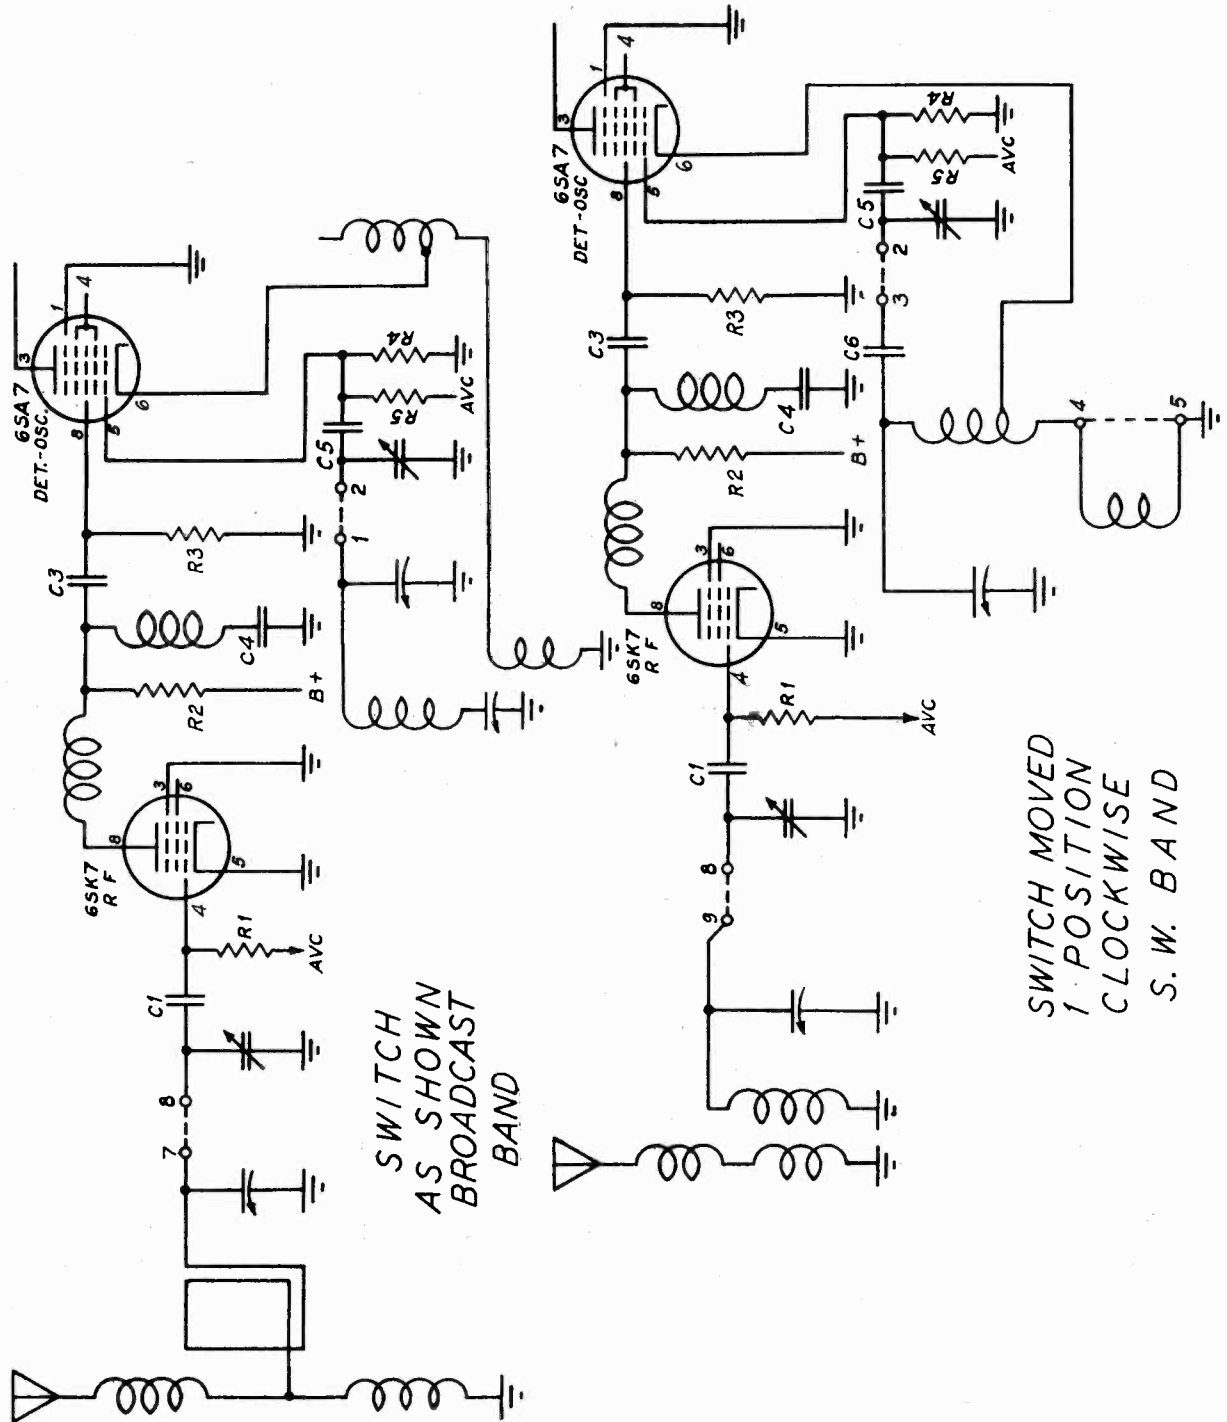 3
1
4
6SA7
DET.-OSC.
8
5
6
C3
R4
R5
AVC
C5
2
1
R3
C4
R2
B+
3
6
8
6SK7
R F
5
4
R1
AVC
C1
8
7
SWITCH
AS SHOWN
BROADCAST
BAND
3
1
4
6SA7
DET-OSC
8
5
6
C3
R4
R5
AVC
C5
2
3
C6
R3
C4
R2
B+
4
5
3
6
8
6SK7
R F
5
4
R1
AVC
C1
8
9
SWITCH MOVED
1 POSITION
CLOCKWISE
S. W. BAND